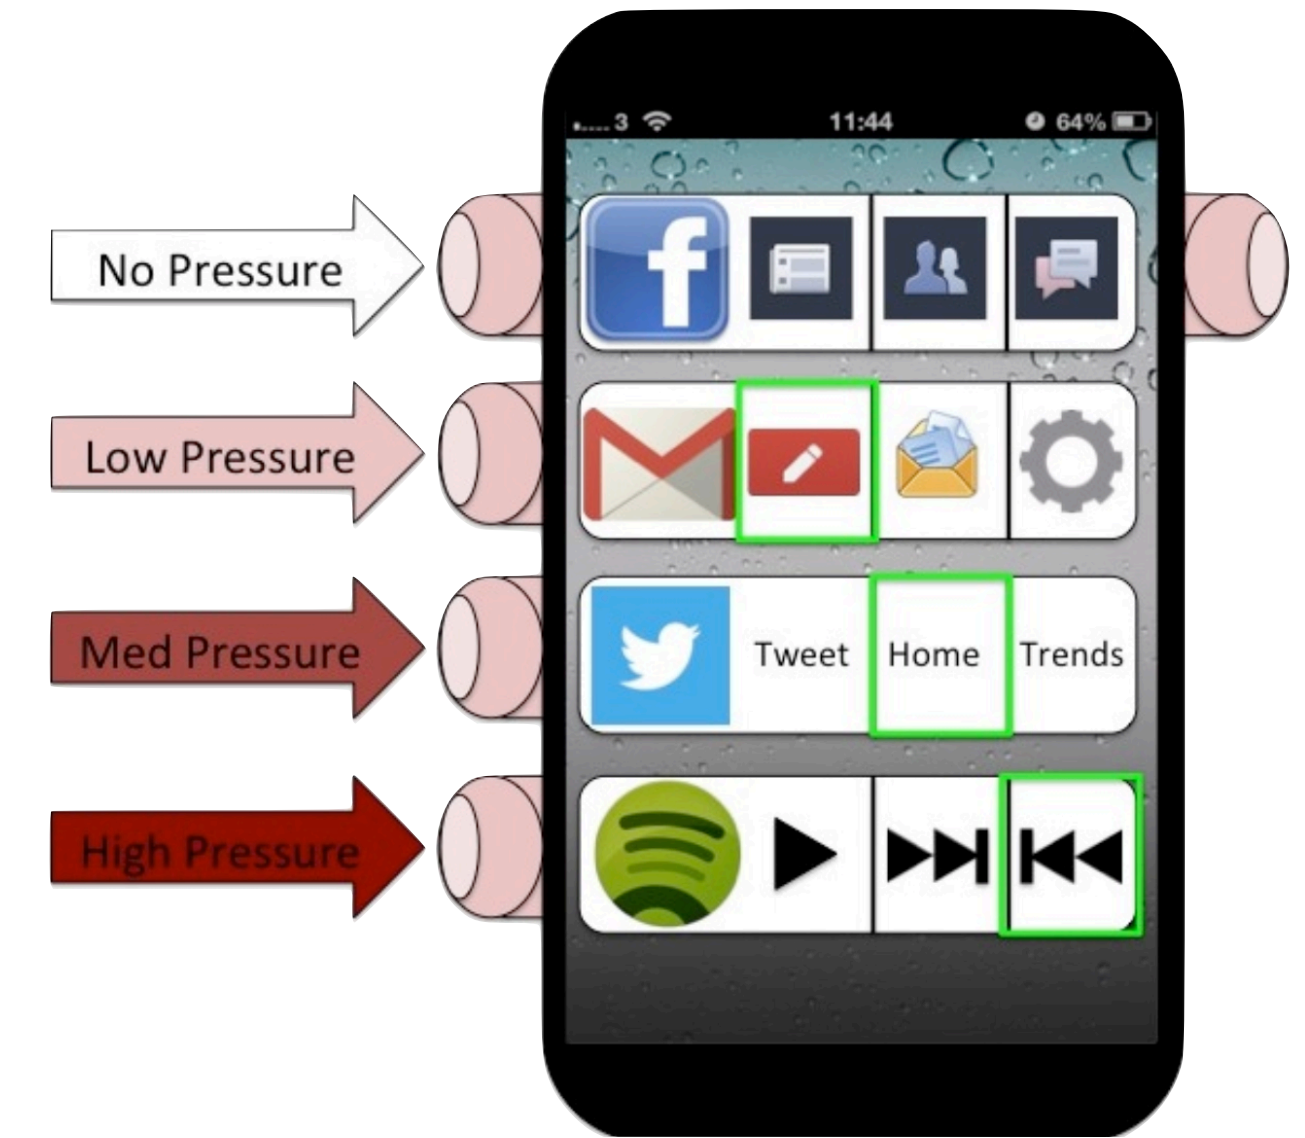 3 11:44 64%
No Pressure
Low Pressure
Med Pressure
Tweet Home Trends
High Pressure